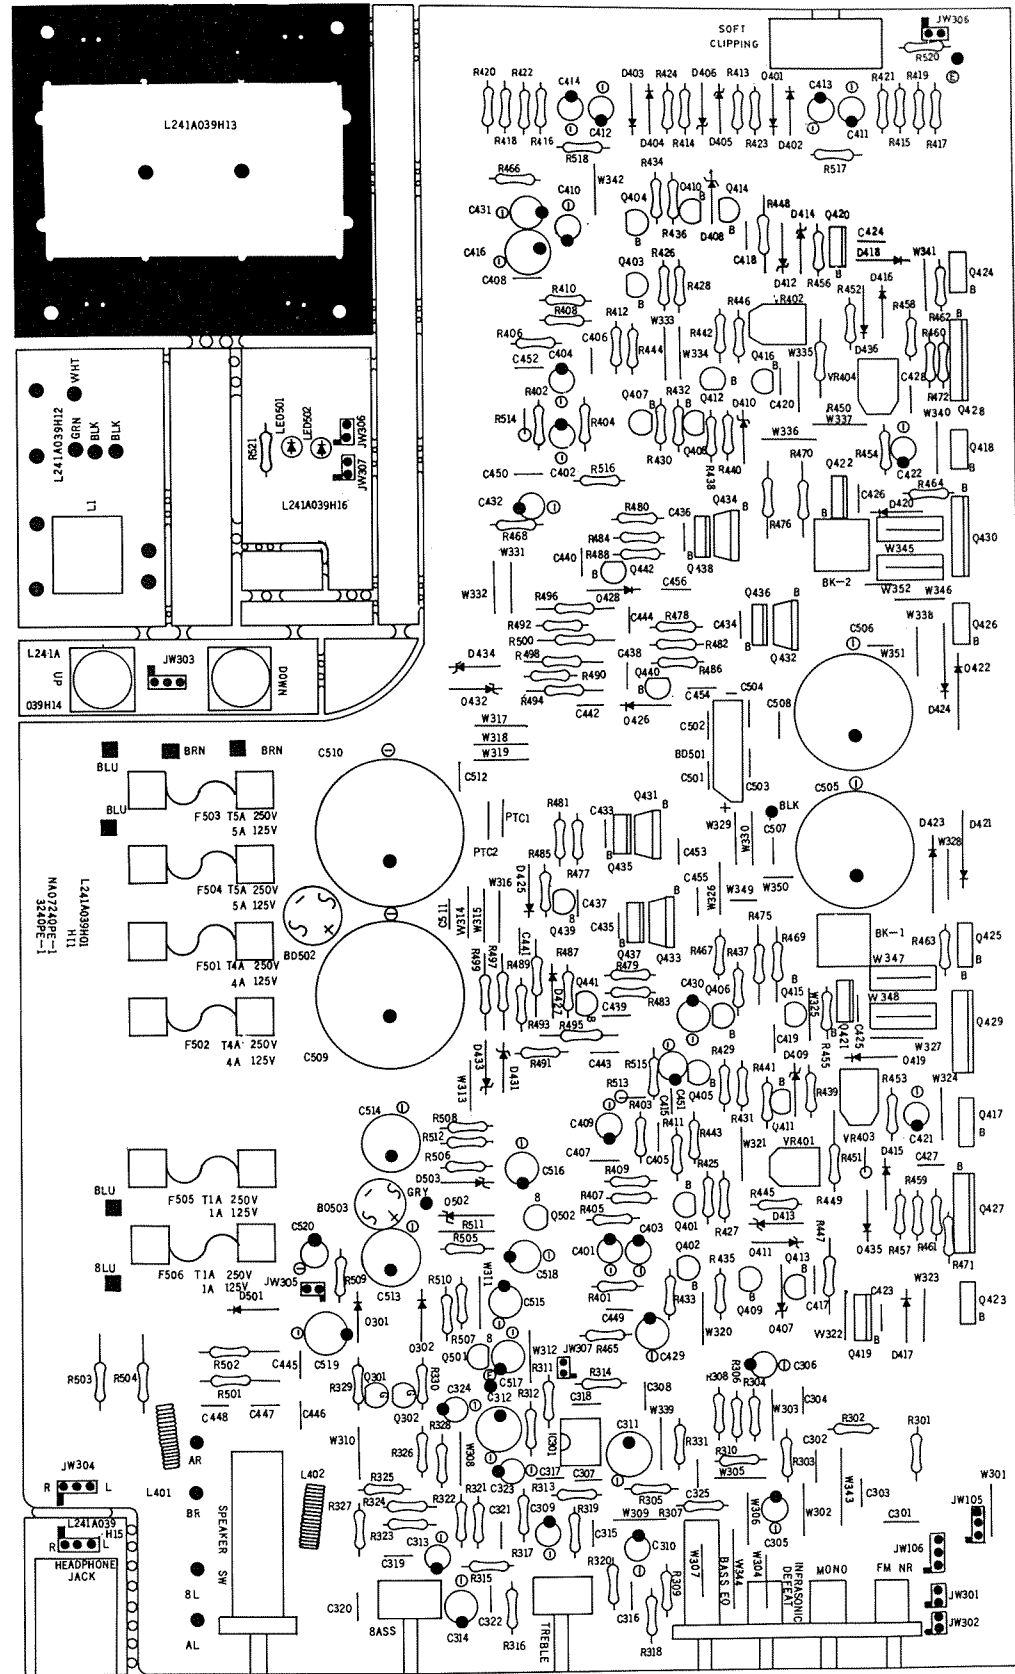 SOFT
CLIPPING
JW306
R520
R420 R422 C414 D403 R424 D406 R413 D401 C413 R421 R419
R418 R416 C412 D404 R414 D405 R423 D402 C411 R415 R417
L241A039H13
R518
R517
R466 W342 R434
C410 Q404 Q410 Q414 R448
C431 B D414 Q420
C416 R436 D408 C418 C424
D418 W341
C408 Q403 R426 D412 R456 D416 Q424
R410 R428 R446 R402 R452 R458 B
R408 R412 W333 R462
R406 C406 R444 R442 R460
C452 C404 W334 Q416 W335 D436
R402 R432 Q412 VR404 C428
R514 Q407 D410 C420 R450 R472
R404 W337 W340 Q428
R430 Q405 W336
C450 C402 R516 R438 R440 R470 R454 C422 Q418
Q422 R464
C432 R480 C436 Q434 C426 D420
R468 R484 R476 Q430
W331 R488 W345
C440 Q442 Q438 BK-2 W352
C456 W346
W332 R496 D428 Q436 W338
R492 C444 R478 C434 Q426
R500 R482 C506
D434 R498 C438 Q432 W351
R490 Q440 R486 D422
D432 R494 C454 C504
C442 D426 C508 D424
WHT
GRN
BLK
BLK
L241A039H12
L1
R521
LED501
LED502
JW306
JW307
L241A039H16
L241A
UP
039H14
JW303
DOWN
W317
W318
W319
C502
BD501
C501
C503
BLU BRN BRN C510
BLU C512 C505
F503 T5A 250V
5A 125V
PTC1
PTC2
R481 C433 Q431 W329 W330 BLK C507 D423 W328 D421
R485 R477 Q435 C453
F504 T5A 250V
5A 125V
L241A039H01
H11
NA07240PE-1
3240PE-1
BD502
D425 W316 C437 C455 W326 W349 W350
C511 W314 W315 Q439 C435 R475
C441 R487 Q437 Q433 R467 R437 R469 BK-1 R463 Q425
F501 T4A 250V
4A 125V
R499 R497 R489 Q441 R479 C430 Q406 W347
D427 R483 Q415 W325 W348
R493 C439 Q429
F502 T4A 250V
4A 125V
C509
R495 C419 R455 Q421 C425 W327
D433 R491 C443 R515 R429 D409 D419
D431 R513 Q405 R441 R439 R453 W324
W313 R403 C415 C451 R431 Q411
C514 R508 C409 R411 R443 VR403 C421 Q417
R512 W321 VR401
R506 C407 C405 R425 R451 D415 C427
D503 C516 R409
BLU
F505 T1A 250V
1A 125V
BD503 GRY R407 R445 R449 R459
D502 Q502 R405 Q401 R427 D413 Q427
R511 R447 D435
C520 R505 C401 C403 R457 R461
BLU
F506 T1A 250V
1A 125V
D501 JW305 R509 C518 Q402 R435 D411 Q413 R471
C513 R510 W311 R401 Q409 C417 C423 W323 Q423
C515 R433
D301 R507 C449 W320 D407 W322
C519 D302 Q501 W312 JW307 R465 C429 Q419 D417
R502 C445 Q301 C517 R311
R503 R504 R501 R329 R330 C324 C312 R314 C308 R308 R306 R304 C306
C448 C447 C446 Q302 R312 C318 C304
R328 C311 W339 W303 R302 R301
W310 R326 W308 IC301 R331 R310 C302
AR R303
JW304 L402 R325 C323 C317 C307 W305 W301
R L R324 R322 R321 R313 R305 C325 W343 C303
L401 R327 C321 C309 R319 R307 W306 W302 C301
BR R323 W309 C305 JW105
L241A039
H15
R L
SPEAKER SW
C313 R317 C315 C310 JW106
HEADPHONE
JACK
C319 R315 R320 W307 BASS EQ W344 W304 INFRASONIC
DEFEAT MONO FM NR
R309 JW301
8L C320 C322 C316 JW302
BASS C314 R316 TREBLE R318
AL